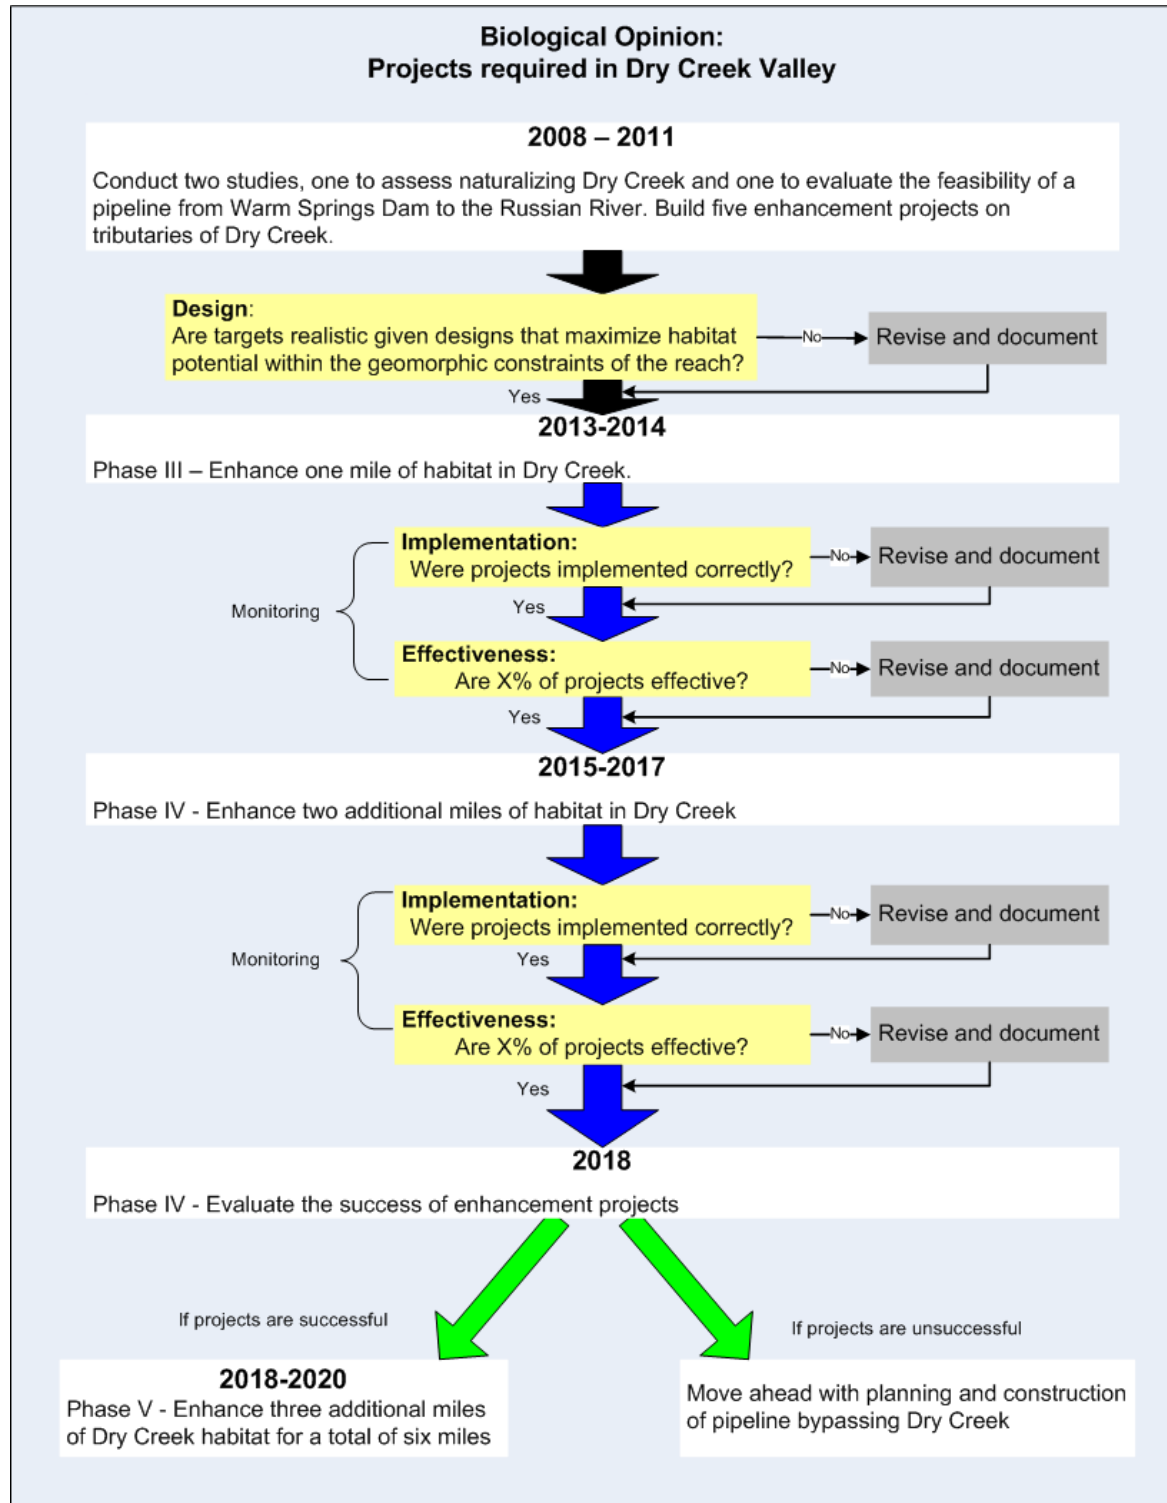 Biological Opinion:
Projects required in Dry Creek Valley
2008 – 2011
Conduct two studies, one to assess naturalizing Dry Creek and one to evaluate the feasibility of a
pipeline from Warm Springs Dam to the Russian River. Build five enhancement projects on
tributaries of Dry Creek.
Design:
Are targets realistic given designs that maximize habitat
potential within the geomorphic constraints of the reach?
No
Revise and document
Yes
2013-2014
Phase III – Enhance one mile of habitat in Dry Creek.
Monitoring
Implementation:
Were projects implemented correctly?
No
Revise and document
Yes
Effectiveness:
Are X% of projects effective?
No
Revise and document
Yes
2015-2017
Phase IV - Enhance two additional miles of habitat in Dry Creek
Monitoring
Implementation:
Were projects implemented correctly?
No
Revise and document
Yes
Effectiveness:
Are X% of projects effective?
No
Revise and document
Yes
2018
Phase IV - Evaluate the success of enhancement projects
If projects are successful
If projects are unsuccessful
2018-2020
Phase V - Enhance three additional miles
of Dry Creek habitat for a total of six miles
Move ahead with planning and construction
of pipeline bypassing Dry Creek